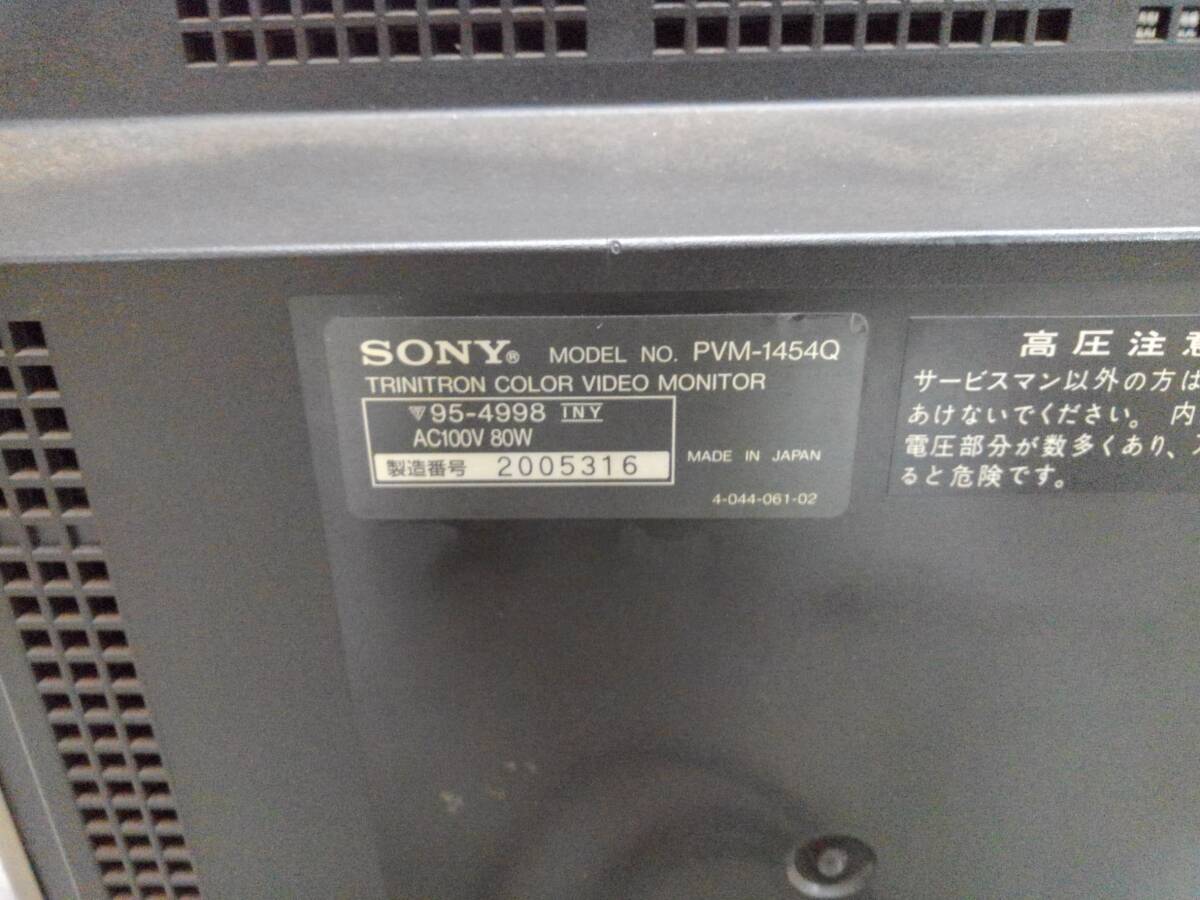 SONY® MODEL NO. PVM-1454Q
TRINITRON COLOR VIDEO MONITOR
95-4998 INY
AC100V 80W
製造番号 2005316
MADE IN JAPAN
4-044-061-02
高圧注意
サービスマン以外の方は
あけないでください。 内
電圧部分が数多くあり、
ると危険です。